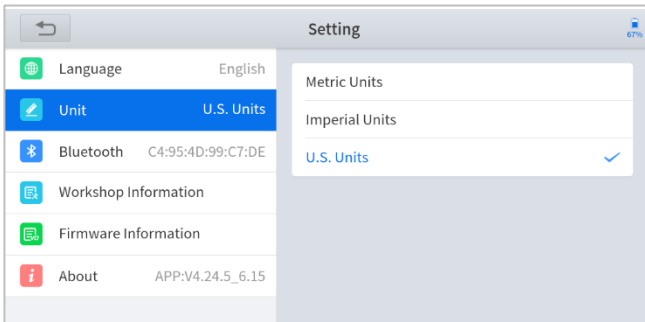 Setting
67%
Language English
Unit U.S. Units
Bluetooth C4:95:4D:99:C7:DE
Workshop Information
Firmware Information
About APP:V4.24.5_6.15
Metric Units
Imperial Units
U.S. Units